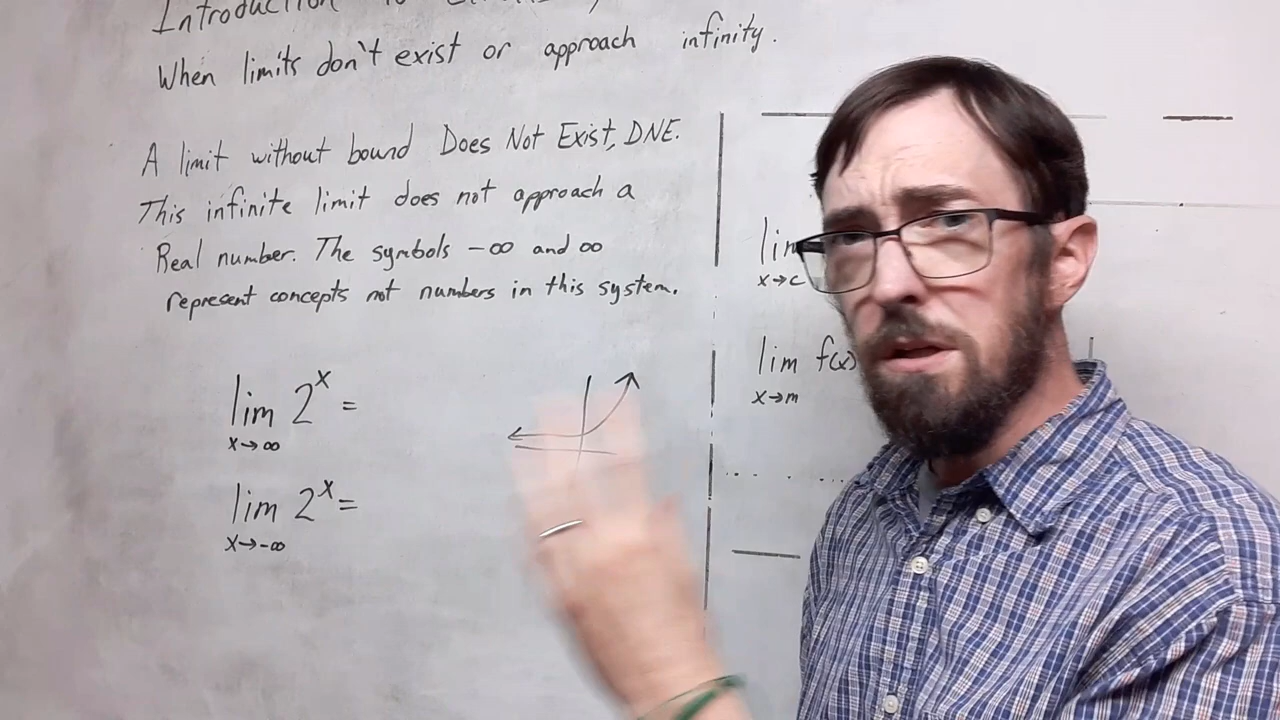 Introduction to
When limits don't exist or approach infinity.
A limit without bound Does Not Exist, DNE.
This infinite limit does not approach a
Real number. The symbols -∞ and ∞
represent concepts not numbers in this system.
lim 2^x =
x→∞
lim 2^x =
x→-∞
lim
x→c
lim f(x)
x→m